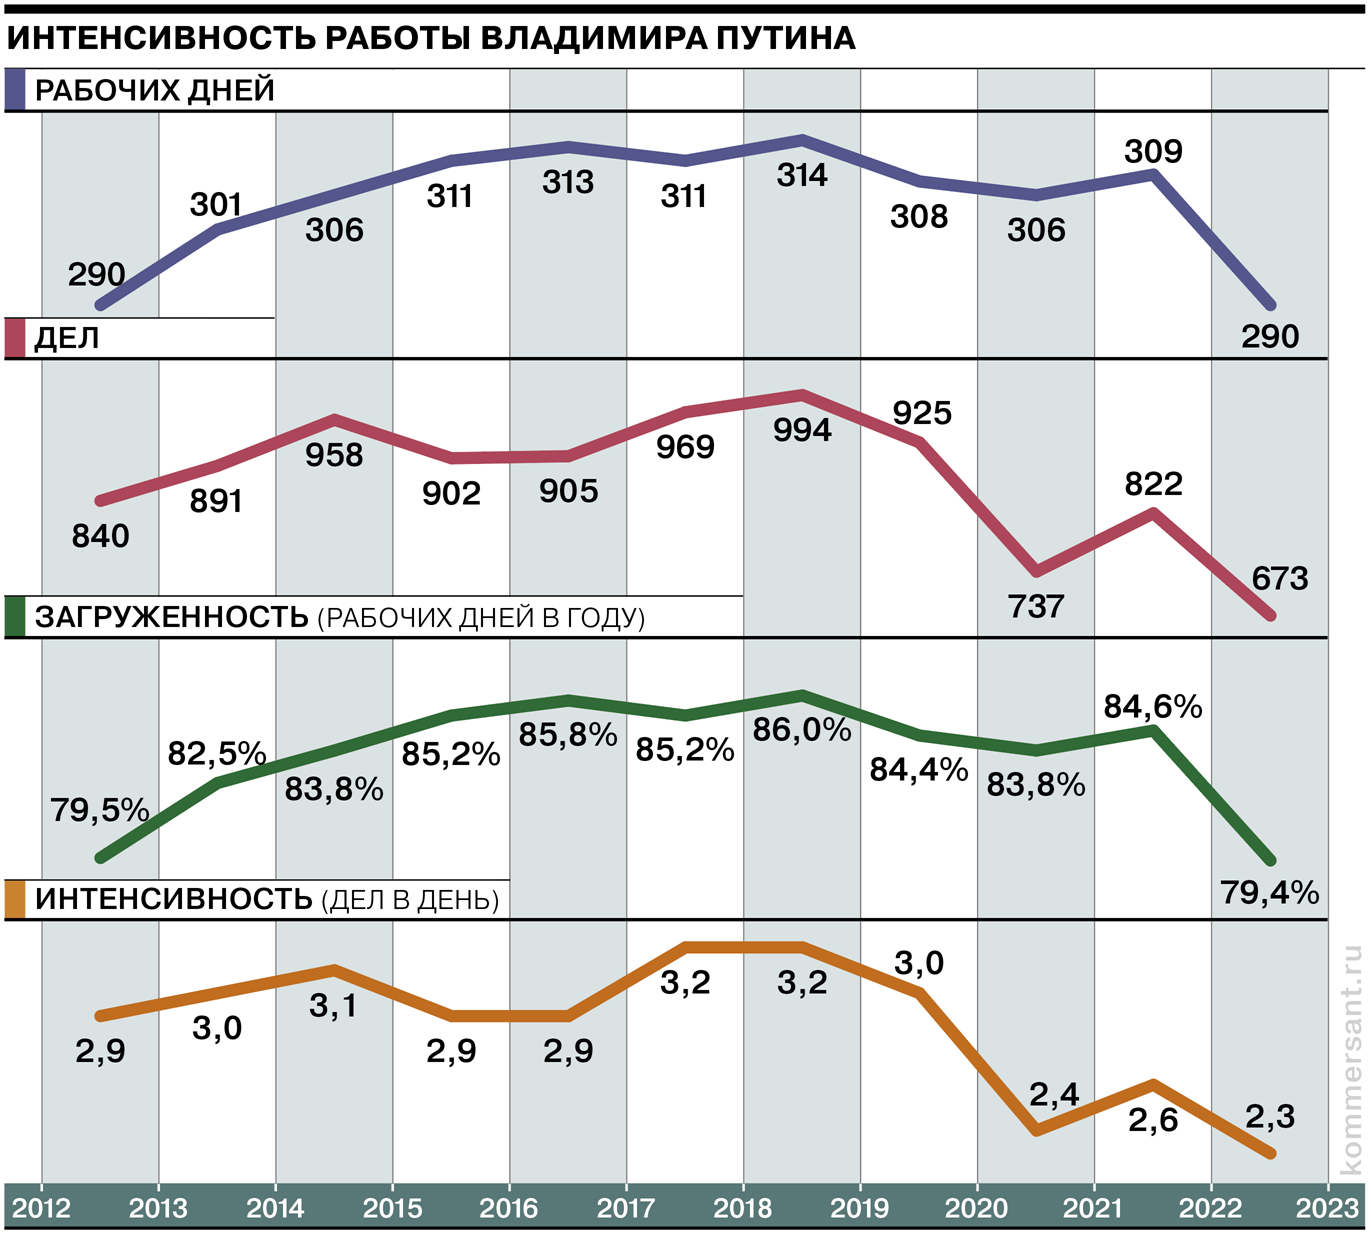 ИНТЕНСИВНОСТЬ РАБОТЫ ВЛАДИМИРА ПУТИНА
РАБОЧИХ ДНЕЙ
290 301 306 311 313 311 314 308 306 309 290
ДЕЛ
840 891 958 902 905 969 994 925 737 822 673
ЗАГРУЖЕННОСТЬ (РАБОЧИХ ДНЕЙ В ГОДУ)
79,5% 82,5% 83,8% 85,2% 85,8% 85,2% 86,0% 84,4% 83,8% 84,6% 79,4%
ИНТЕНСИВНОСТЬ (ДЕЛ В ДЕНЬ)
2,9 3,0 3,1 2,9 2,9 3,2 3,2 3,0 2,4 2,6 2,3
2012 2013 2014 2015 2016 2017 2018 2019 2020 2021 2022 2023
kommersant.ru